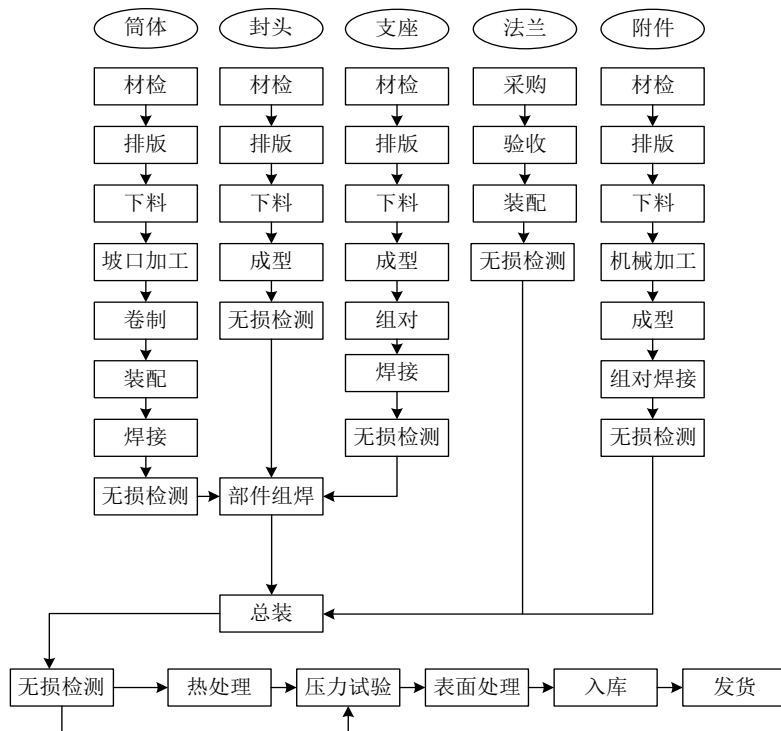 筒体 封头 支座 法兰 附件
材检 材检 材检 采购 材检
排版 排版 排版 验收 排版
下料 下料 下料 装配 下料
坡口加工 成型 成型 无损检测 机械加工
卷制 无损检测 组对 成型
装配 焊接 组对焊接
焊接 无损检测 无损检测
无损检测 部件组焊
总装
无损检测 热处理 压力试验 表面处理 入库 发货